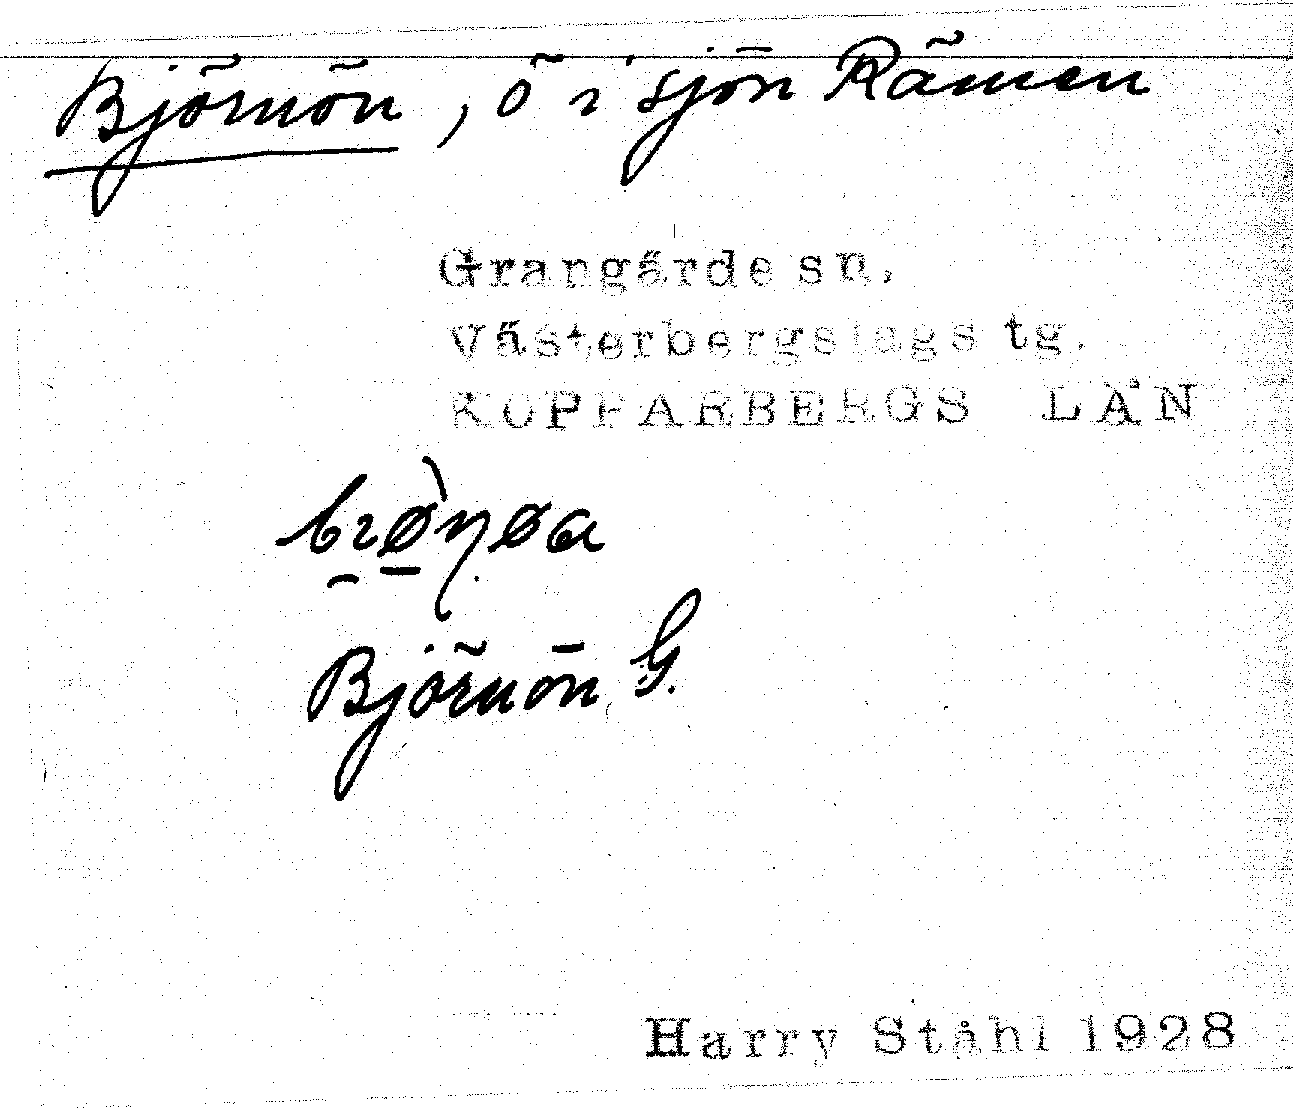 Björnön, ö i sjön Rämen
Grangärde sn.
Västerbergslags tg.
KOPPARBERGS LÄN
Björnön G.
Harry Ståhl 1928